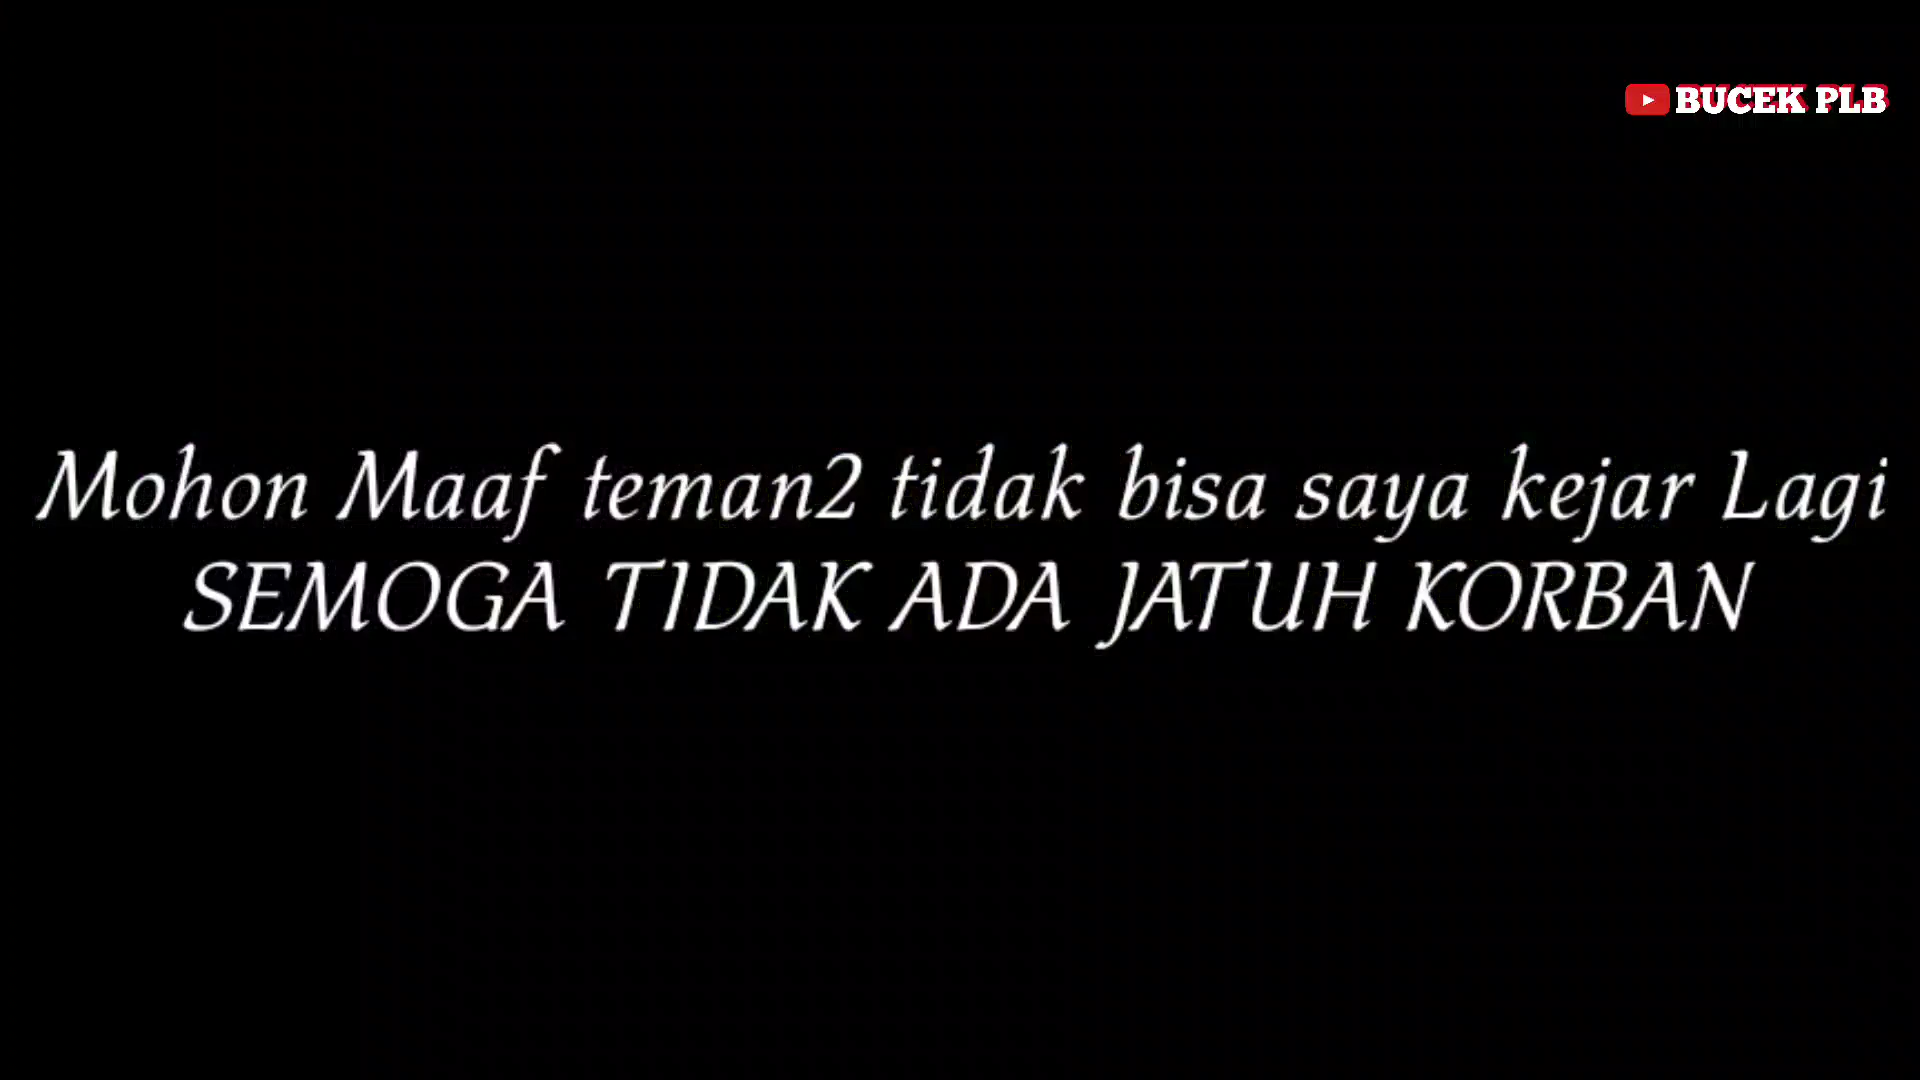 BUCEK PLB
Mohon Maaf teman2 tidak bisa saya kejar Lagi
SEMOGA TIDAK ADA JATUH KORBAN